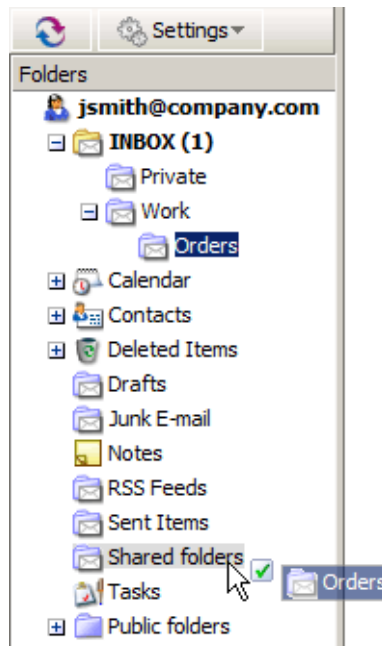 Settings
Folders
jsmith@company.com
INBOX (1)
Private
Work
Orders
Calendar
Contacts
Deleted Items
Drafts
Junk E-mail
Notes
RSS Feeds
Sent Items
Shared folders
Orders
Tasks
Public folders